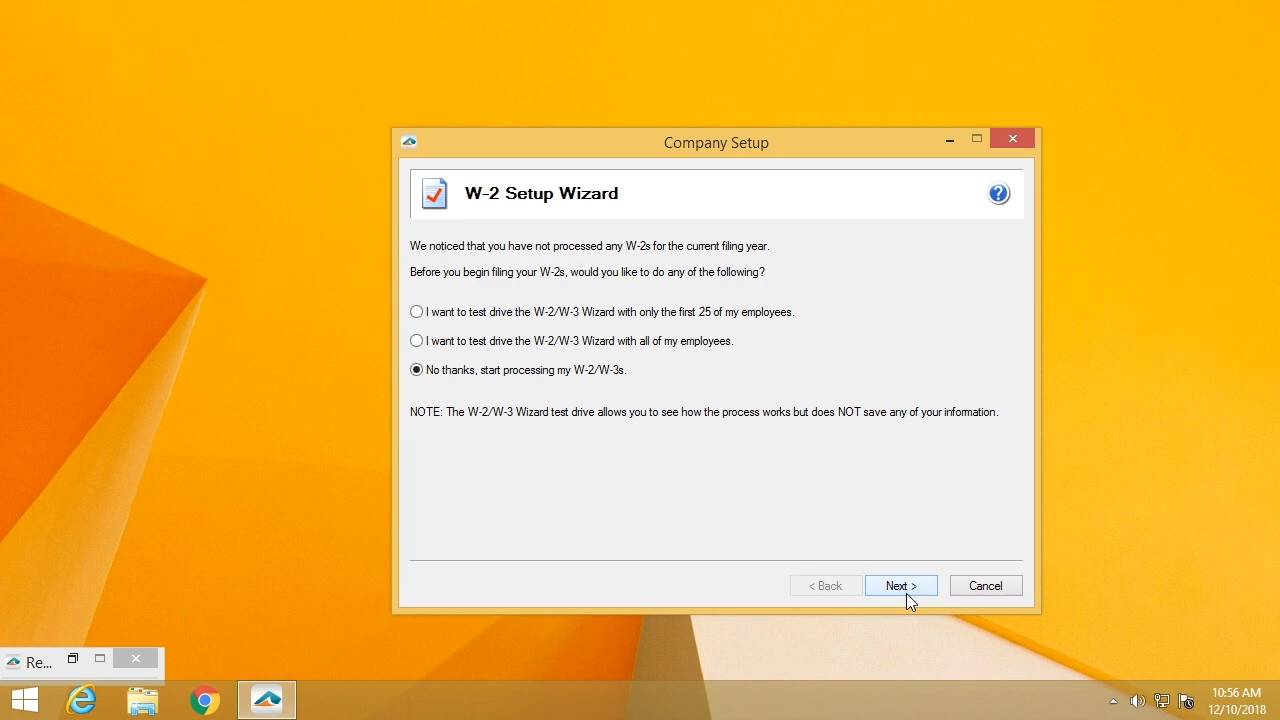 Company Setup
W-2 Setup Wizard
We noticed that you have not processed any W-2s for the current filing year.
Before you begin filing your W-2s, would you like to do any of the following?
I want to test drive the W-2/W-3 Wizard with only the first 25 of my employees.
I want to test drive the W-2/W-3 Wizard with all of my employees.
No thanks, start processing my W-2/W-3s.
NOTE: The W-2/W-3 Wizard test drive allows you to see how the process works but does NOT save any of your information.
< Back Next > Cancel
Re...
10:56 AM
12/10/2018